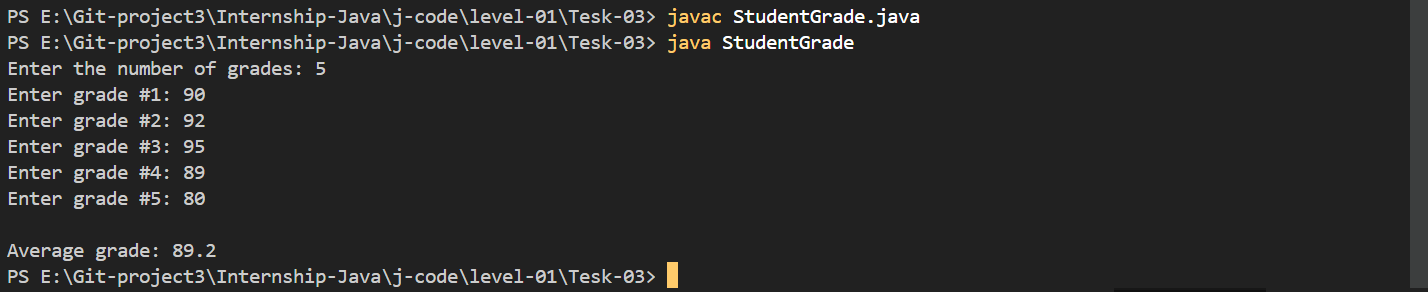 PS E:\Git-project3\Internship-Java\j-code\level-01\Tesk-03> javac StudentGrade.java
PS E:\Git-project3\Internship-Java\j-code\level-01\Tesk-03> java StudentGrade
Enter the number of grades: 5
Enter grade #1: 90
Enter grade #2: 92
Enter grade #3: 95
Enter grade #4: 89
Enter grade #5: 80
Average grade: 89.2
PS E:\Git-project3\Internship-Java\j-code\level-01\Tesk-03>